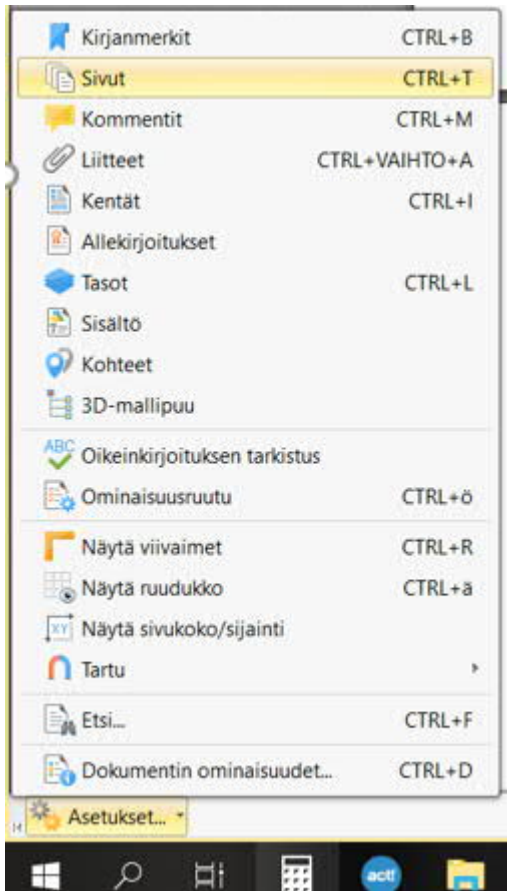 Kirjanmerkit CTRL+B
Sivut CTRL+T
Kommentit CTRL+M
Liitteet CTRL+VAIHTO+A
Kentät CTRL+I
Allekirjoitukset
Tasot CTRL+L
Sisältö
Kohteet
3D-mallipuu
ABC Oikeinkirjoituksen tarkistus
Ominaisuusruutu CTRL+ö
Näytä viivaimet CTRL+R
Näytä ruudukko CTRL+ä
XY Näytä sivukoko/sijainti
Tartu
Etsi... CTRL+F
Dokumentin ominaisuudet... CTRL+D
Asetukset...
act!